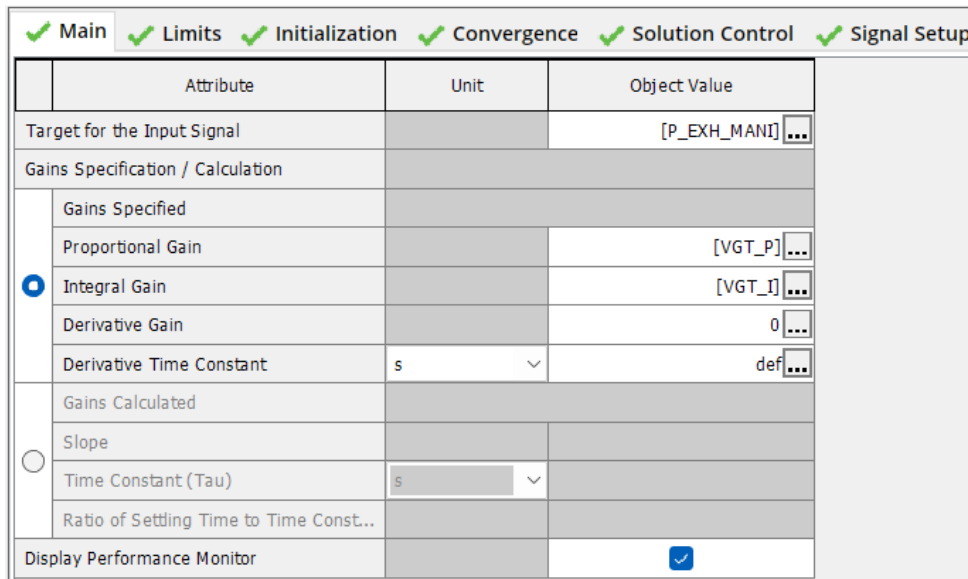 Main Limits Initialization Convergence Solution Control Signal Setup
Attribute Unit Object Value
Target for the Input Signal [P_EXH_MANI] ...
Gains Specification / Calculation
Gains Specified
Proportional Gain [VGT_P] ...
Integral Gain [VGT_I] ...
Derivative Gain 0 ...
Derivative Time Constant s def ...
Gains Calculated
Slope
Time Constant (Tau) s
Ratio of Settling Time to Time Const...
Display Performance Monitor